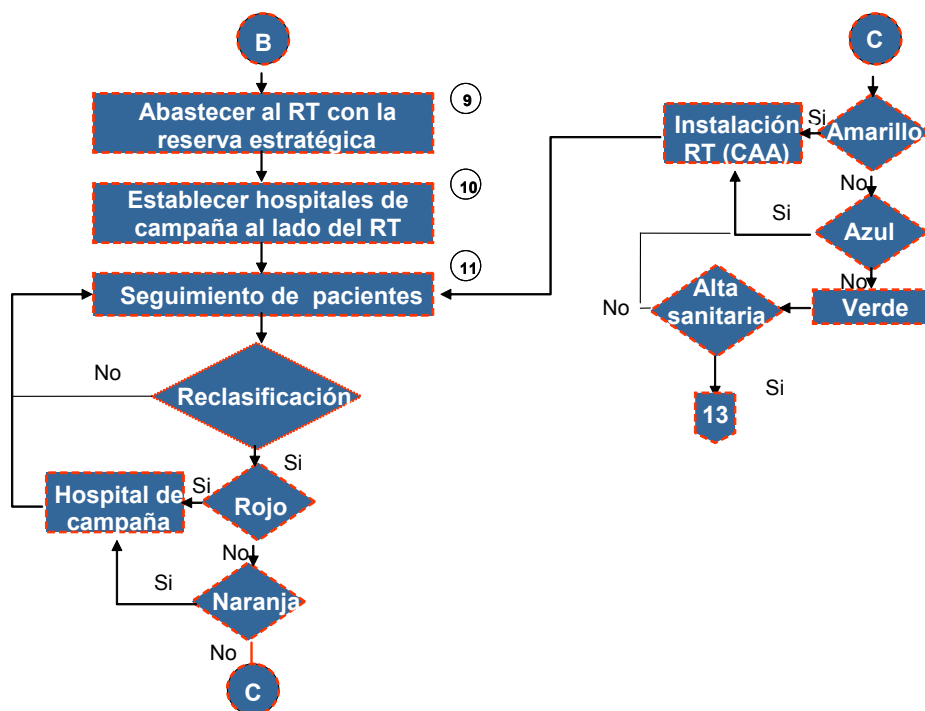 B
9
Abastecer al RT con la
reserva estratégica
10
Establecer hospitales de
campaña al lado del RT
11
Seguimiento de pacientes
No
Reclasificación
Si
Hospital de
campaña
Si
Rojo
No
Si
Naranja
No
C
C
Si
Amarillo
Instalación
RT (CAA)
No
Si
Azul
No
Verde
Alta
sanitaria
No
Si
13